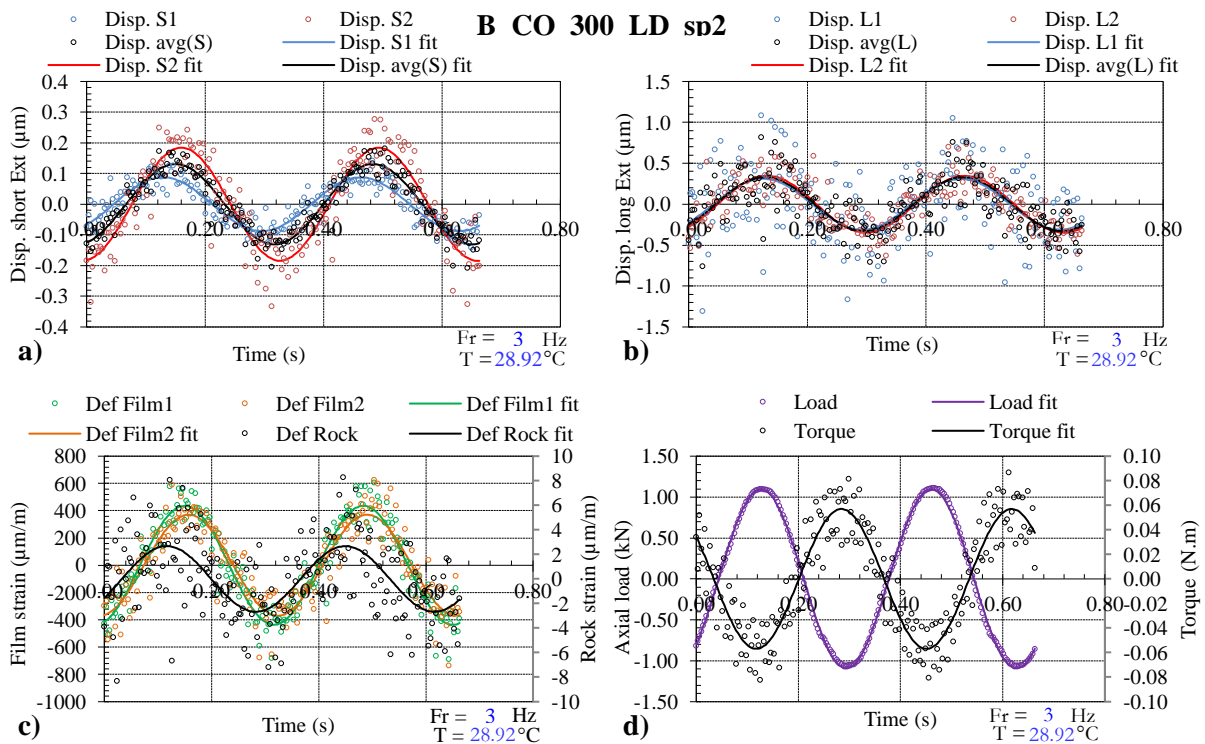 B_CO_300_LD_sp2
Disp. S1
Disp. S2
Disp. avg(S)
Disp. S1 fit
Disp. S2 fit
Disp. avg(S) fit
Disp. short Ext (μm)
0.4
0.3
0.2
0.1
0.0
-0.1
-0.2
-0.3
-0.4
0.00
0.20
0.40
0.60
0.80
Time (s)
Fr = 3 Hz
T = 28.92 °C
a)
Disp. L1
Disp. L2
Disp. avg(L)
Disp. L1 fit
Disp. L2 fit
Disp. avg(L) fit
Disp. long Ext (μm)
1.5
1.0
0.5
0.0
-0.5
-1.0
-1.5
0.00
0.20
0.40
0.60
0.80
Time (s)
Fr = 3 Hz
T = 28.92 °C
b)
Def Film1
Def Film2
Def Film1 fit
Def Film2 fit
Def Rock
Def Rock fit
Film strain (μm/m)
800
600
400
200
0
-200
-400
-600
-800
-1000
0.00
0.20
0.40
0.60
0.80
10
8
6
4
2
0
-2
-4
-6
-8
-10
Rock strain (μm/m)
Time (s)
Fr = 3 Hz
T = 28.92 °C
c)
Load
Load fit
Torque
Torque fit
Axial load (kN)
1.50
1.00
0.50
0.00
-0.50
-1.00
-1.50
0.00
0.20
0.40
0.60
0.80
0.10
0.08
0.06
0.04
0.02
0.00
-0.02
-0.04
-0.06
-0.08
-0.10
Torque (N.m)
Time (s)
Fr = 3 Hz
T = 28.92 °C
d)